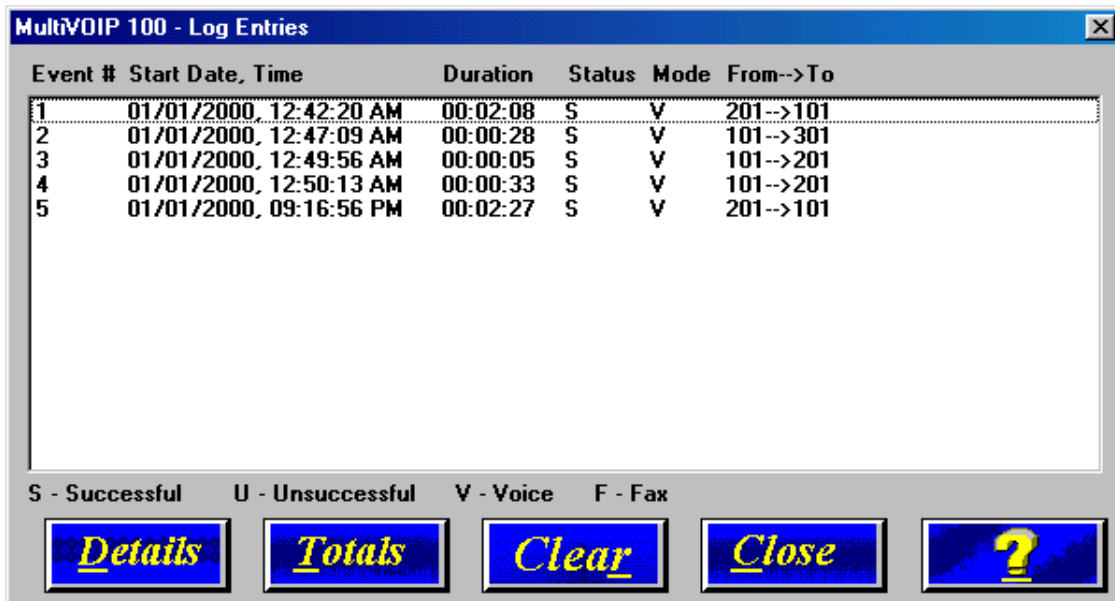 MultiVOIP 100 - Log Entries
Event # Start Date, Time Duration Status Mode From-->To
1 01/01/2000, 12:42:20 AM 00:02:08 S V 201-->101
2 01/01/2000, 12:47:09 AM 00:00:28 S V 101-->301
3 01/01/2000, 12:49:56 AM 00:00:05 S V 101-->201
4 01/01/2000, 12:50:13 AM 00:00:33 S V 101-->201
5 01/01/2000, 09:16:56 PM 00:02:27 S V 201-->101
S - Successful U - Unsuccessful V - Voice F - Fax
Details Totals Clear Close ?